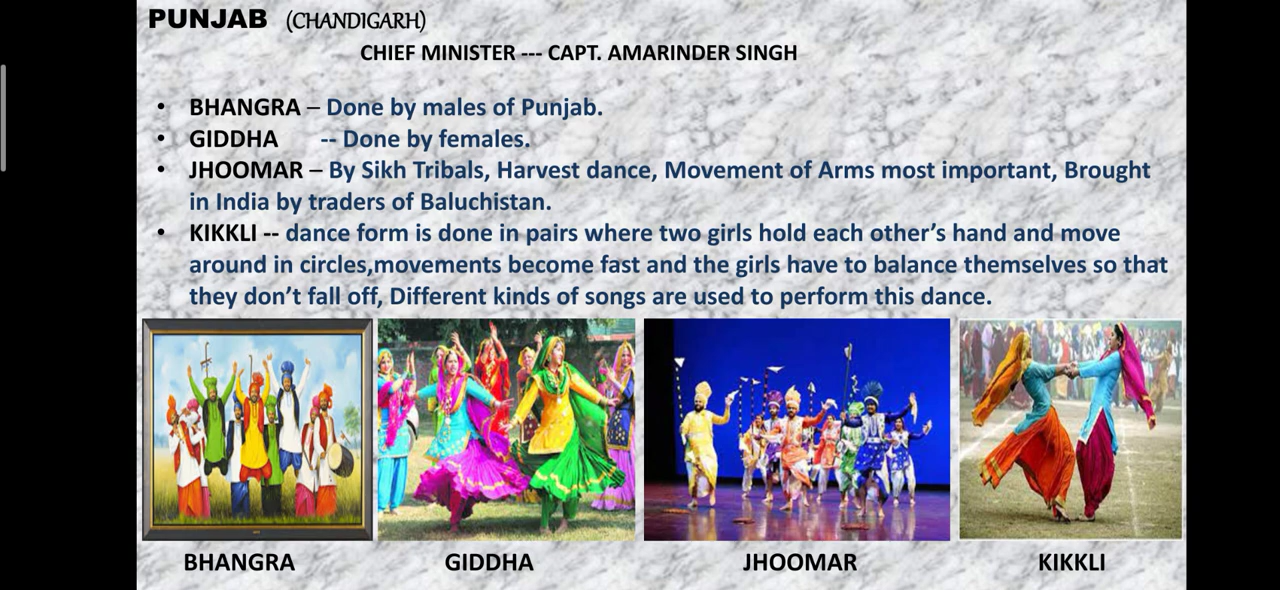 PUNJAB (CHANDIGARH)
CHIEF MINISTER --- CAPT. AMARINDER SINGH
• BHANGRA – Done by males of Punjab.
• GIDDHA -- Done by females.
• JHOOMAR – By Sikh Tribals, Harvest dance, Movement of Arms most important, Brought
in India by traders of Baluchistan.
• KIKKLI -- dance form is done in pairs where two girls hold each other’s hand and move
around in circles,movements become fast and the girls have to balance themselves so that
they don’t fall off, Different kinds of songs are used to perform this dance.
BHANGRA GIDDHA JHOOMAR KIKKLI